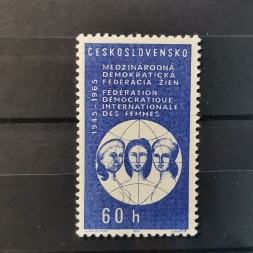 ČESKOSLOVENSKO
1945-1965
MEDZINÁRODNÁ
DEMOKRATICKÁ
FEDERÁCIA ŽIEN
FÉDÉRATION
DÉMOCRATIQUE
INTERNATIONALE
DES FEMMES
60 h